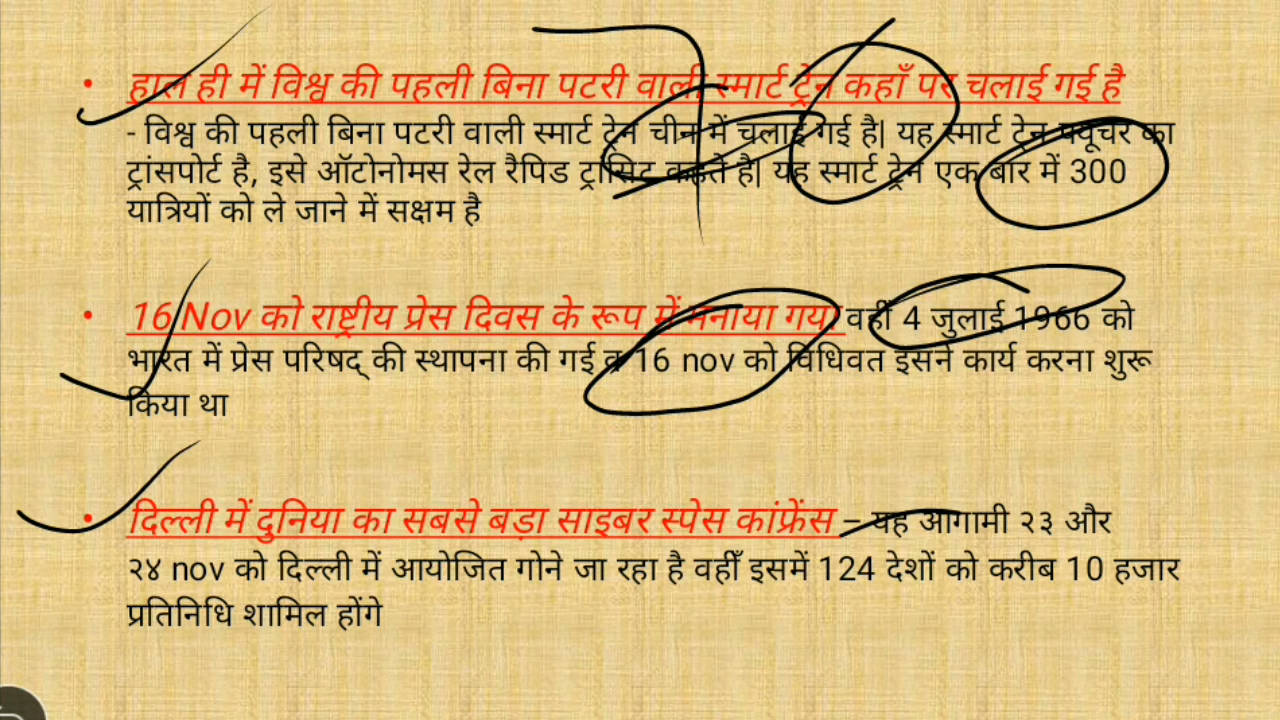 • हाल ही में विश्व की पहली बिना पटरी वाली स्मार्ट ट्रेन कहाँ पर चलाई गई है
- विश्व की पहली बिना पटरी वाली स्मार्ट ट्रेन चीन में चलाई गई है| यह स्मार्ट ट्रेन फ्यूचर का
ट्रांसपोर्ट है, इसे ऑटोनोमस रेल रैपिड ट्रांसिट कहते है| यह स्मार्ट ट्रेन एक बार में 300
यात्रियों को ले जाने में सक्षम है
• 16 Nov को राष्ट्रीय प्रेस दिवस के रूप में मनाया गया वहीं 4 जुलाई 1966 को
भारत में प्रेस परिषद् की स्थापना की गई व 16 nov को विधिवत इसने कार्य करना शुरू
किया था
• दिल्ली में दुनिया का सबसे बड़ा साइबर स्पेस कांफ्रेंस – यह आगामी २३ और
२४ nov को दिल्ली में आयोजित गोने जा रहा है वहीँ इसमें 124 देशों को करीब 10 हजार
प्रतिनिधि शामिल होंगे